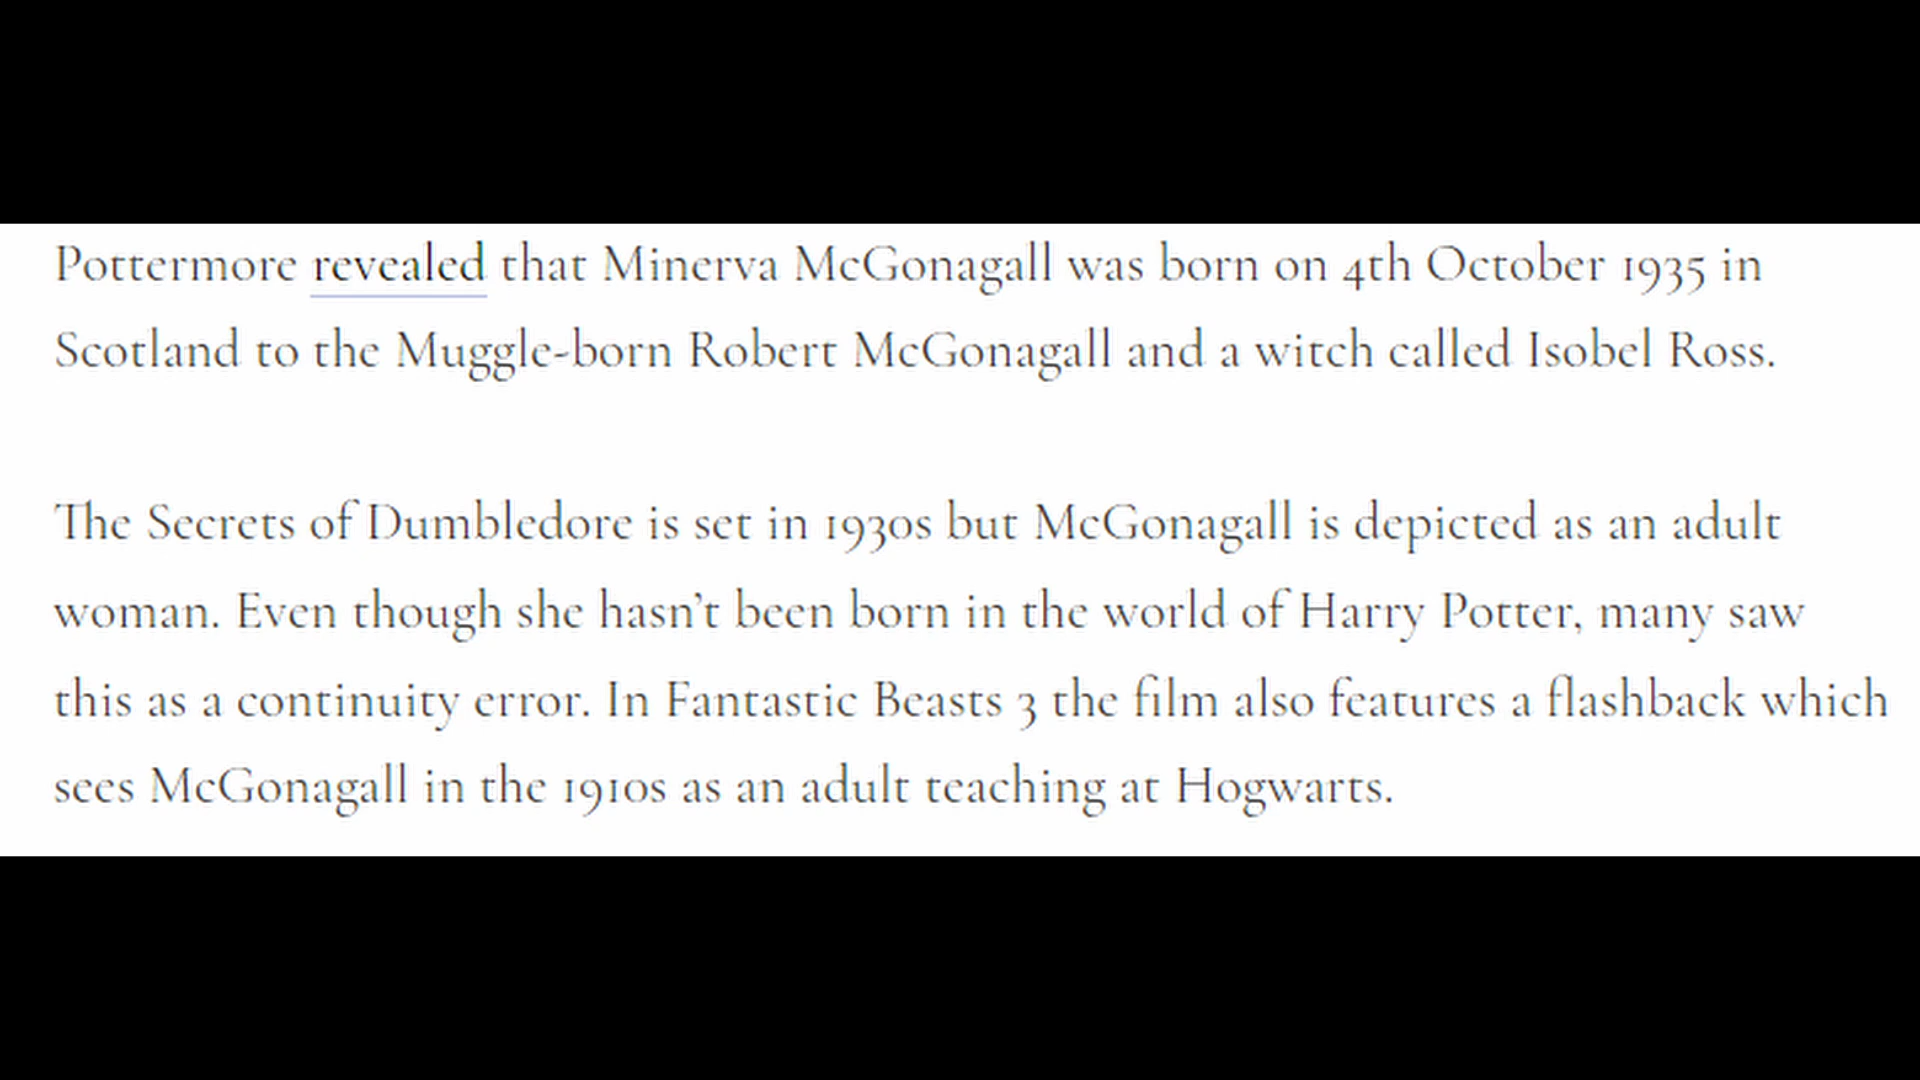 Pottermore revealed that Minerva McGonagall was born on 4th October 1935 in
Scotland to the Muggle-born Robert McGonagall and a witch called Isobel Ross.
The Secrets of Dumbledore is set in 1930s but McGonagall is depicted as an adult
woman. Even though she hasn’t been born in the world of Harry Potter, many saw
this as a continuity error. In Fantastic Beasts 3 the film also features a flashback which
sees McGonagall in the 1910s as an adult teaching at Hogwarts.